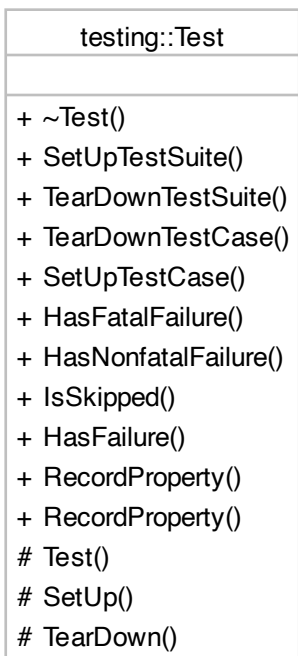 testing::Test
+ ~Test()
+ SetUpTestSuite()
+ TearDownTestSuite()
+ TearDownTestCase()
+ SetUpTestCase()
+ HasFatalFailure()
+ HasNonfatalFailure()
+ IsSkipped()
+ HasFailure()
+ RecordProperty()
+ RecordProperty()
# Test()
# SetUp()
# TearDown()